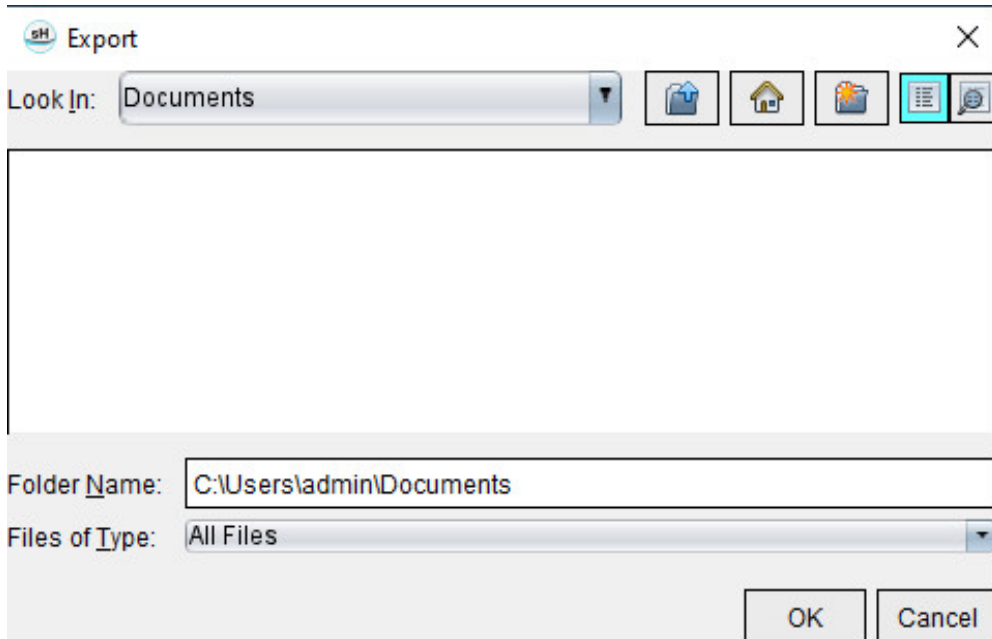 sH Export
Look In: Documents
Folder Name: C:\Users\admin\Documents
Files of Type: All Files
OK Cancel